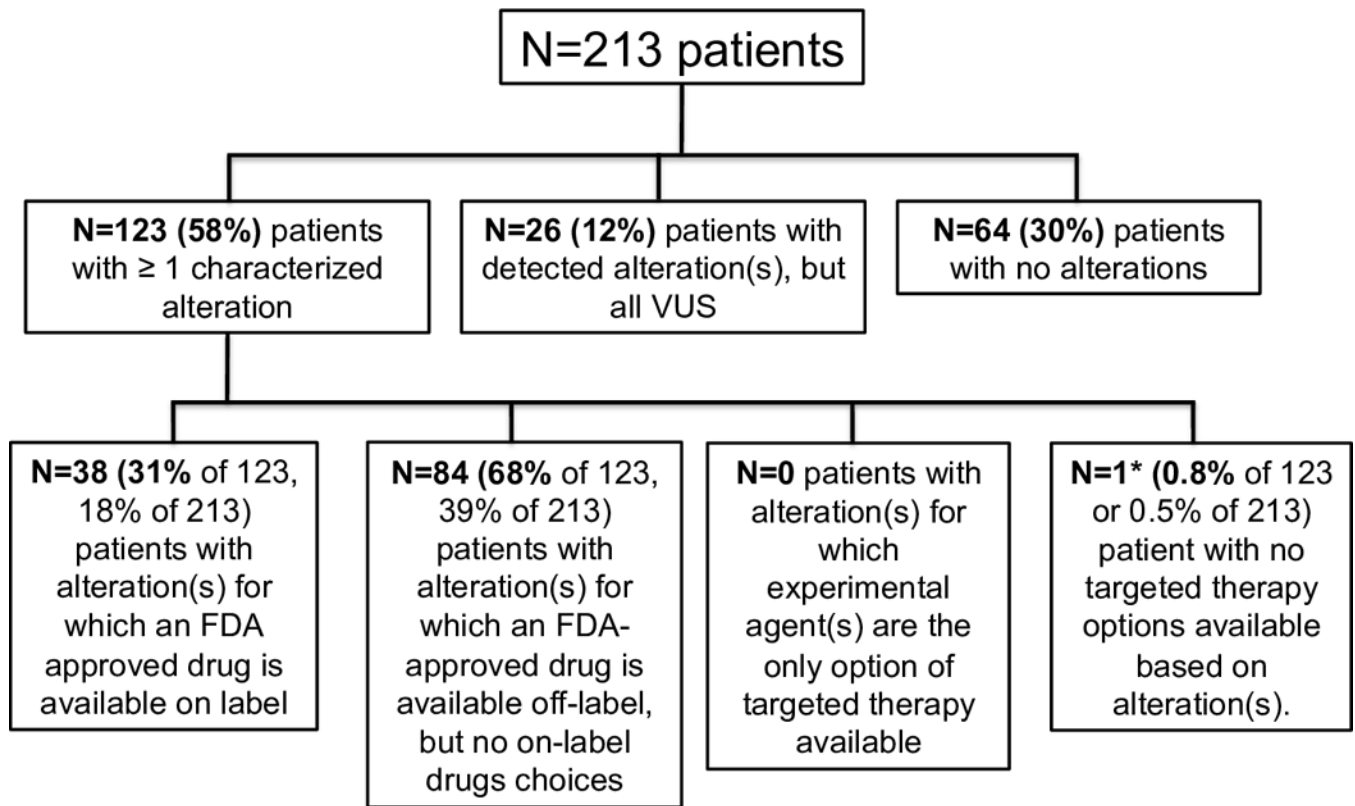 N=213 patients
N=123 (58%) patients
with ≥ 1 characterized
alteration
N=26 (12%) patients with
detected alteration(s), but
all VUS
N=64 (30%) patients
with no alterations
N=38 (31% of 123,
18% of 213)
patients with
alteration(s) for
which an FDA
approved drug is
available on label
N=84 (68% of 123,
39% of 213)
patients with
alteration(s) for
which an FDA-
approved drug is
available off-label,
but no on-label
drugs choices
N=0 patients with
alteration(s) for
which
experimental
agent(s) are the
only option of
targeted therapy
available
N=1* (0.8% of 123
or 0.5% of 213)
patient with no
targeted therapy
options available
based on
alteration(s).